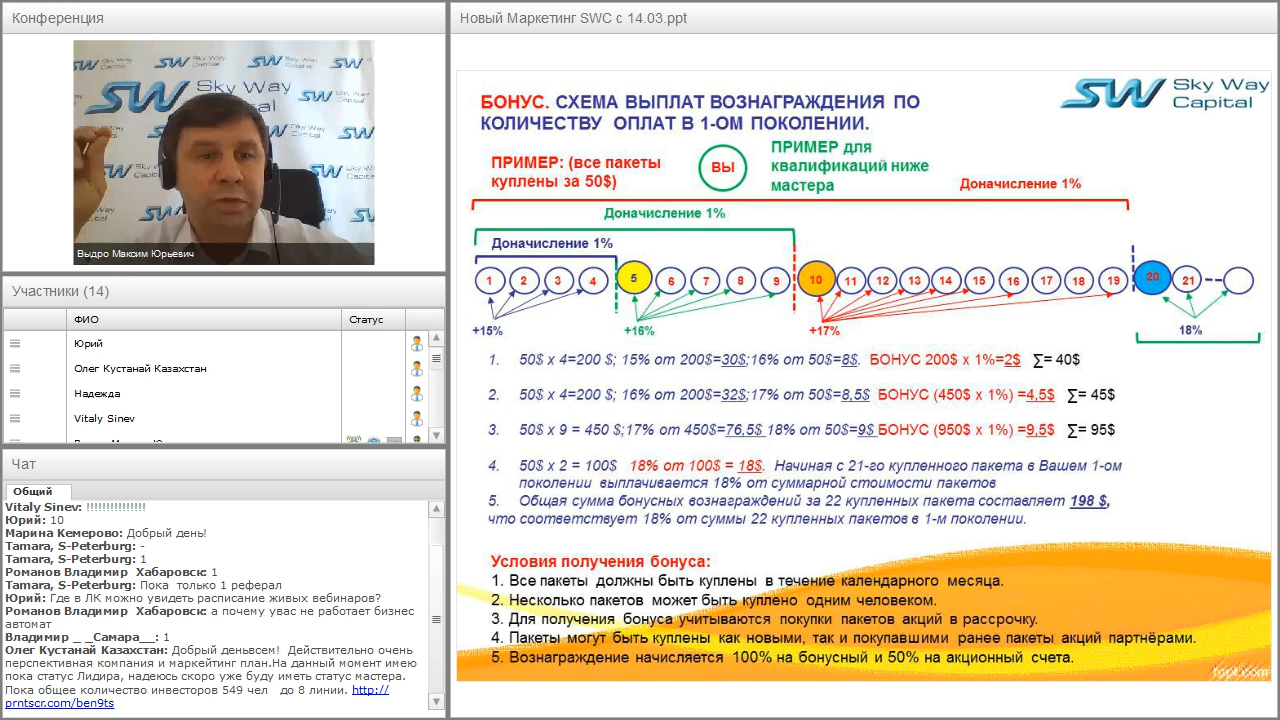 Конференция
Sky Way
Capital
Выдро Максим Юрьевич
Участники (14)
ФИО
Статус
Юрий
Олег Кустанай Казахстан
Надежда
Vitaly Sinev
Чат
Общий
Vitaly Sinev: !!!!!!!!!!!!!!!
Юрий: 10
Марина Кемерово: Добрый день!
Tamara, S-Peterburg: -
Tamara, S-Peterburg: 1
Романов Владимир Хабаровск: 1
Tamara, S-Peterburg: Пока только 1 реферал
Юрий: Где в ЛК можно увидеть расписание живых вебинаров?
Романов Владимир Хабаровск: а почему увас не работает бизнес
автомат
Владимир _ _Самара__: 1
Олег Кустанай Казахстан: Добрый деньвсем! Действительно очень
перспективная компания и маркейтинг план.На данный момент имею
пока статус Лидира, надеюсь скоро уже буду иметь статус мастера.
Пока общее количество инвесторов 549 чел до 8 линии. http://
prntscr.com/ben9ts
Новый Маркетинг SWC с 14.03.ppt
SW Sky Way
Capital
БОНУС. СХЕМА ВЫПЛАТ ВОЗНАГРАЖДЕНИЯ ПО
КОЛИЧЕСТВУ ОПЛАТ В 1-ОМ ПОКОЛЕНИИ.
ПРИМЕР: (все пакеты
куплены за 50$)
ВЫ
ПРИМЕР для
квалификаций ниже
мастера
Доначисление 1%
Доначисление 1%
Доначисление 1%
1 2 3 4 5 6 7 8 9 10 11 12 13 14 15 16 17 18 19 20 21
+15% +16% +17% 18%
1. 50$ x 4=200 $; 15% от 200$=30$;16% от 50$=8$. БОНУС 200$ x 1%=2$ ∑= 40$
2. 50$ x 4=200 $; 16% от 200$=32$;17% от 50$=8,5$ БОНУС (450$ x 1%) =4,5$ ∑= 45$
3. 50$ x 9 = 450 $;17% от 450$=76,5$ 18% от 50$=9$ БОНУС (950$ x 1%) =9,5$ ∑= 95$
4. 50$ x 2 = 100$ 18% от 100$ = 18$. Начиная с 21-го купленного пакета в Вашем 1-ом
поколении выплачивается 18% от суммарной стоимости пакетов
5. Общая сумма бонусных вознаграждений за 22 купленных пакета составляет 198 $,
что соответствует 18% от суммы 22 купленных пакетов в 1-м поколении.
Условия получения бонуса:
1. Все пакеты должны быть куплены в течение календарного месяца.
2. Несколько пакетов может быть куплено одним человеком.
3. Для получения бонуса учитываются покупки пакетов акций в рассрочку.
4. Пакеты могут быть куплены как новыми, так и покупавшими ранее пакеты акций партнёрами.
5. Вознаграждение начисляется 100% на бонусный и 50% на акционный счета.
fppt.com